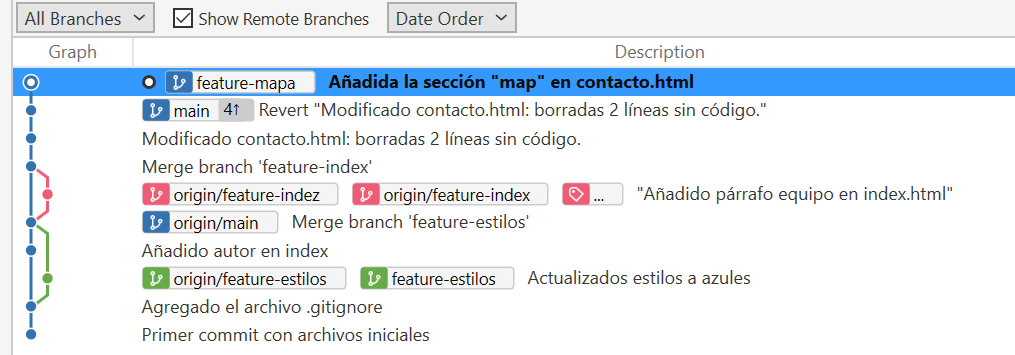 All Branches Show Remote Branches Date Order
Graph Description
feature-mapa Añadida la sección "map" en contacto.html
main 4↑ Revert "Modificado contacto.html: borradas 2 líneas sin código."
Modificado contacto.html: borradas 2 líneas sin código.
Merge branch 'feature-index'
origin/feature-indez origin/feature-index ... "Añadido párrafo equipo en index.html"
origin/main Merge branch 'feature-estilos'
Añadido autor en index
origin/feature-estilos feature-estilos Actualizados estilos a azules
Agregado el archivo .gitignore
Primer commit con archivos iniciales